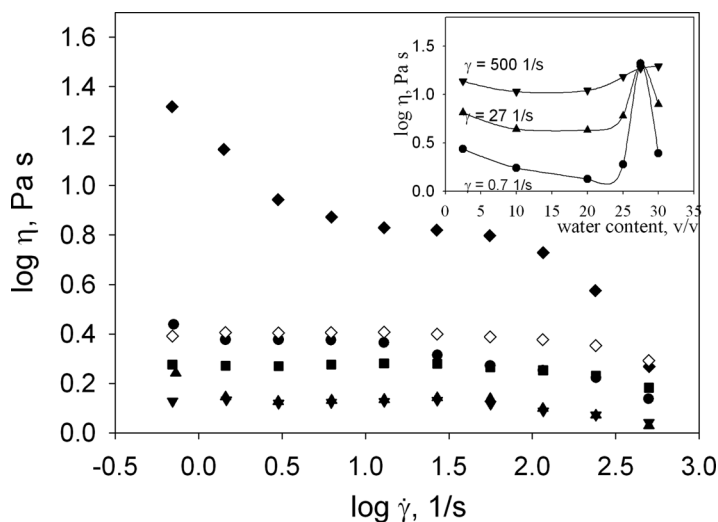 1.6
1.4
1.2
1.0
0.8
0.6
0.4
0.2
0.0
log η, Pa s
-0.5 0.0 0.5 1.0 1.5 2.0 2.5 3.0
log γ̇, 1/s
1.5
1.0
0.5
0.0
log η, Pa s
γ = 500 1/s
γ = 27 1/s
γ = 0.7 1/s
0 5 10 15 20 25 30 35
water content, v/v